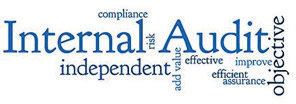 compliance
Internal Audit
risk
independent
add value
effective
improve
efficient
assurance
objective